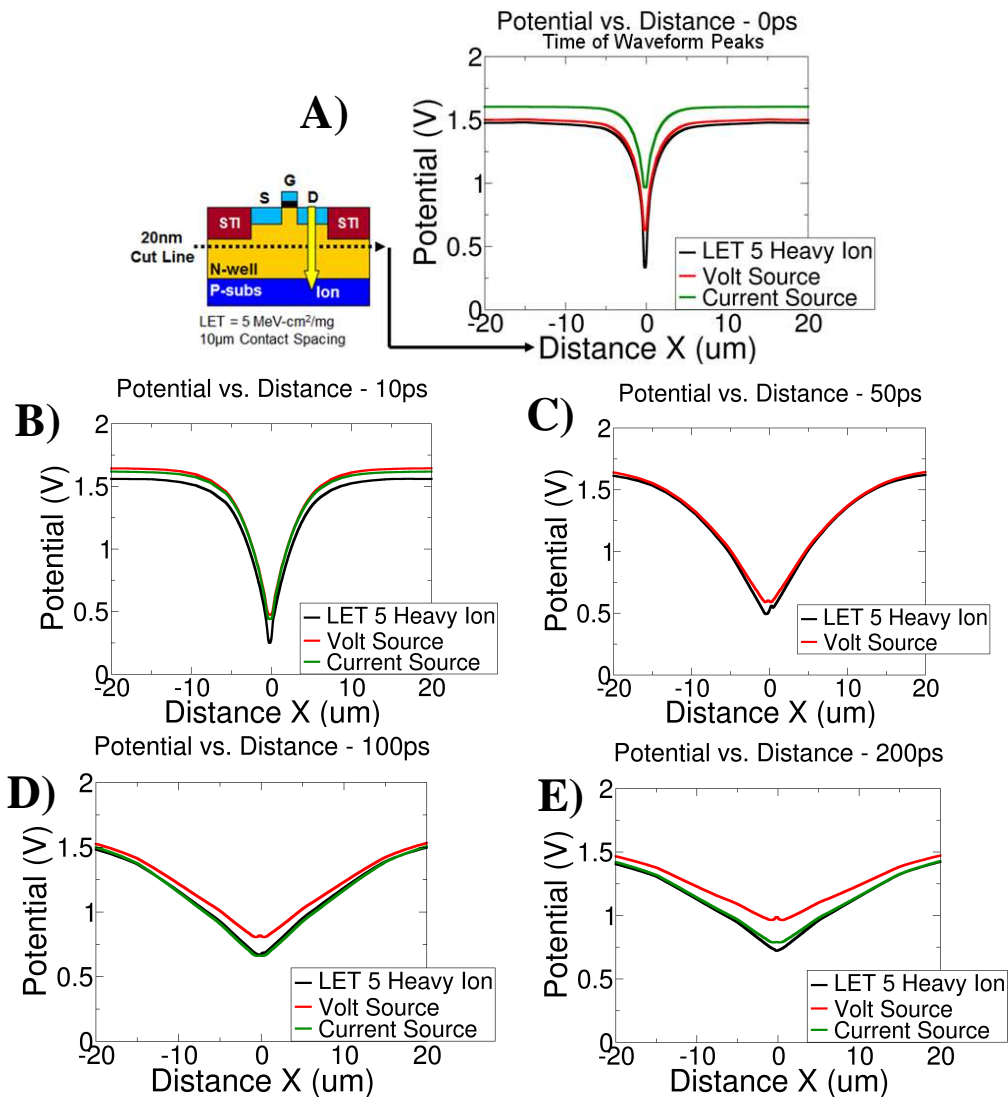 A)
Potential vs. Distance - 0ps
Time of Waveform Peaks
2
1.5
1
0.5
0
Potential (V)
-20 -10 0 10 20
Distance X (um)
LET 5 Heavy Ion
Volt Source
Current Source
G
S D
STI STI
20nm
Cut Line
N-well
P-subs Ion
LET = 5 MeV-cm²/mg
10μm Contact Spacing
B)
Potential vs. Distance - 10ps
2
1.5
1
0.5
0
Potential (V)
-20 -10 0 10 20
Distance X (um)
LET 5 Heavy Ion
Volt Source
Current Source
C)
Potential vs. Distance - 50ps
2
1.5
1
0.5
0
Potential (V)
-20 -10 0 10 20
Distance X (um)
LET 5 Heavy Ion
Volt Source
D)
Potential vs. Distance - 100ps
2
1.5
1
0.5
0
Potential (V)
-20 -10 0 10 20
Distance X (um)
LET 5 Heavy Ion
Volt Source
Current Source
E)
Potential vs. Distance - 200ps
2
1.5
1
0.5
0
Potential (V)
-20 -10 0 10 20
Distance X (um)
LET 5 Heavy Ion
Volt Source
Current Source